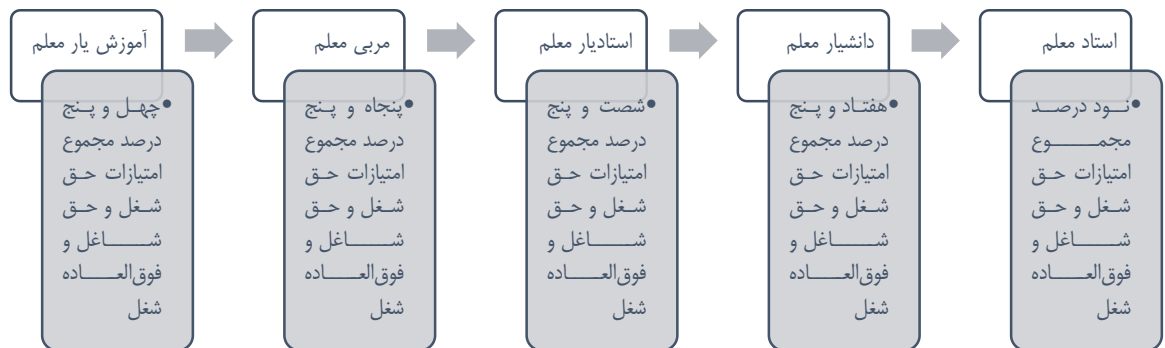 آموزش یار معلم
•چهل و پنج
درصد مجموع
امتیازات حق
شغل و حق
شاغل و
فوق‌العاده
شغل
مربی معلم
•پنجاه و پنج
درصد مجموع
امتیازات حق
شغل و حق
شاغل و
فوق‌العاده
شغل
استادیار معلم
•شصت و پنج
درصد مجموع
امتیازات حق
شغل و حق
شاغل و
فوق‌العاده
شغل
دانشیار معلم
•هفتاد و پنج
درصد مجموع
امتیازات حق
شغل و حق
شاغل و
فوق‌العاده
شغل
استاد معلم
•نود درصد
مجموع
امتیازات حق
شغل و حق
شاغل و
فوق‌العاده
شغل